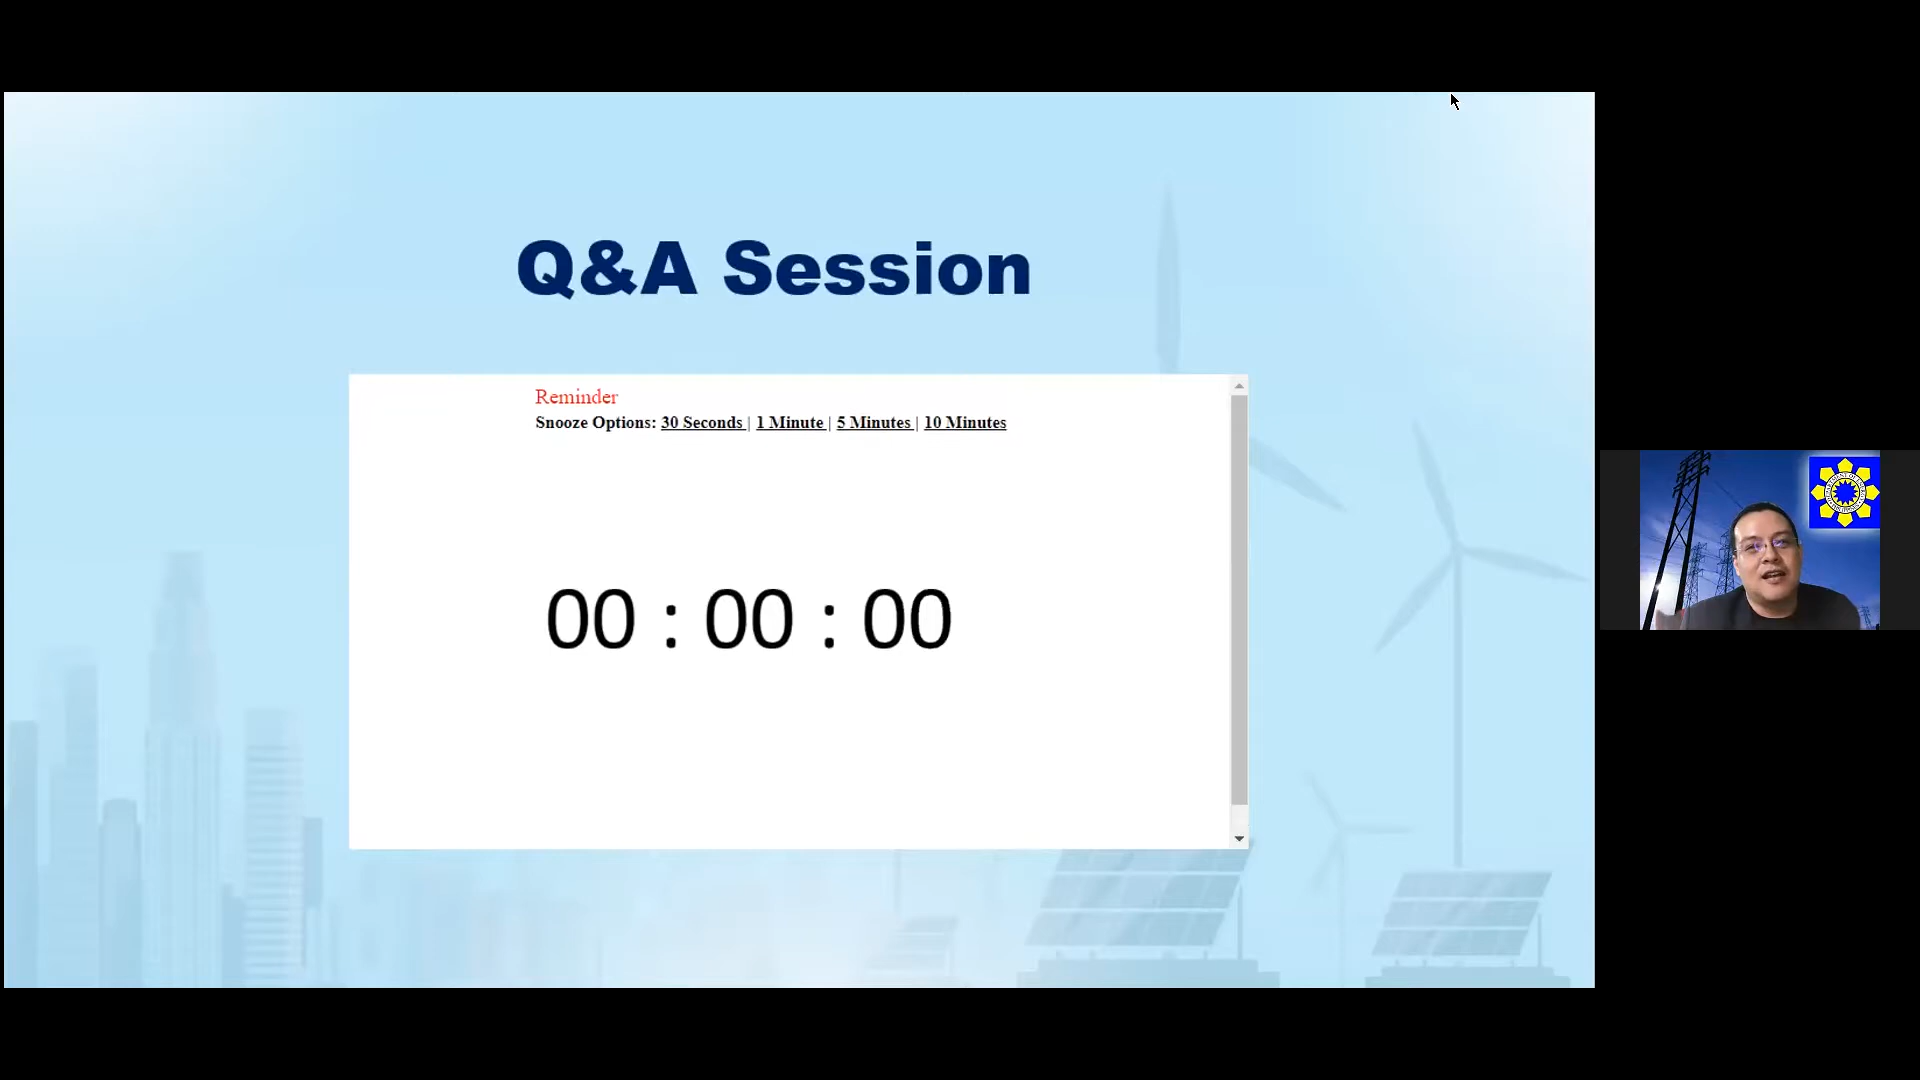 Q&A Session
Reminder
Snooze Options: 30 Seconds | 1 Minute | 5 Minutes | 10 Minutes
00 : 00 : 00